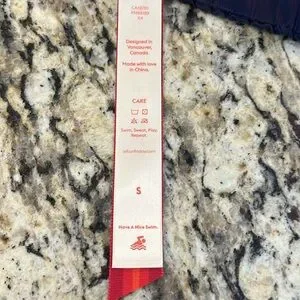 Designed in
Vancouver,
Canada.
Made with love
in China.
CARE
Swim, Sweat, Play,
Repeat.
S
Have A Nice Swim.